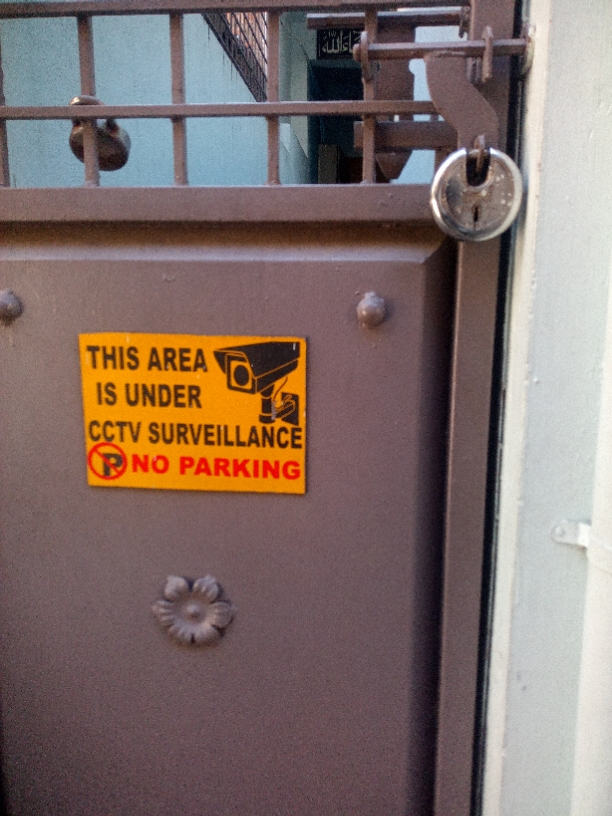 THIS AREA
IS UNDER
CCTV SURVEILLANCE
P NO PARKING